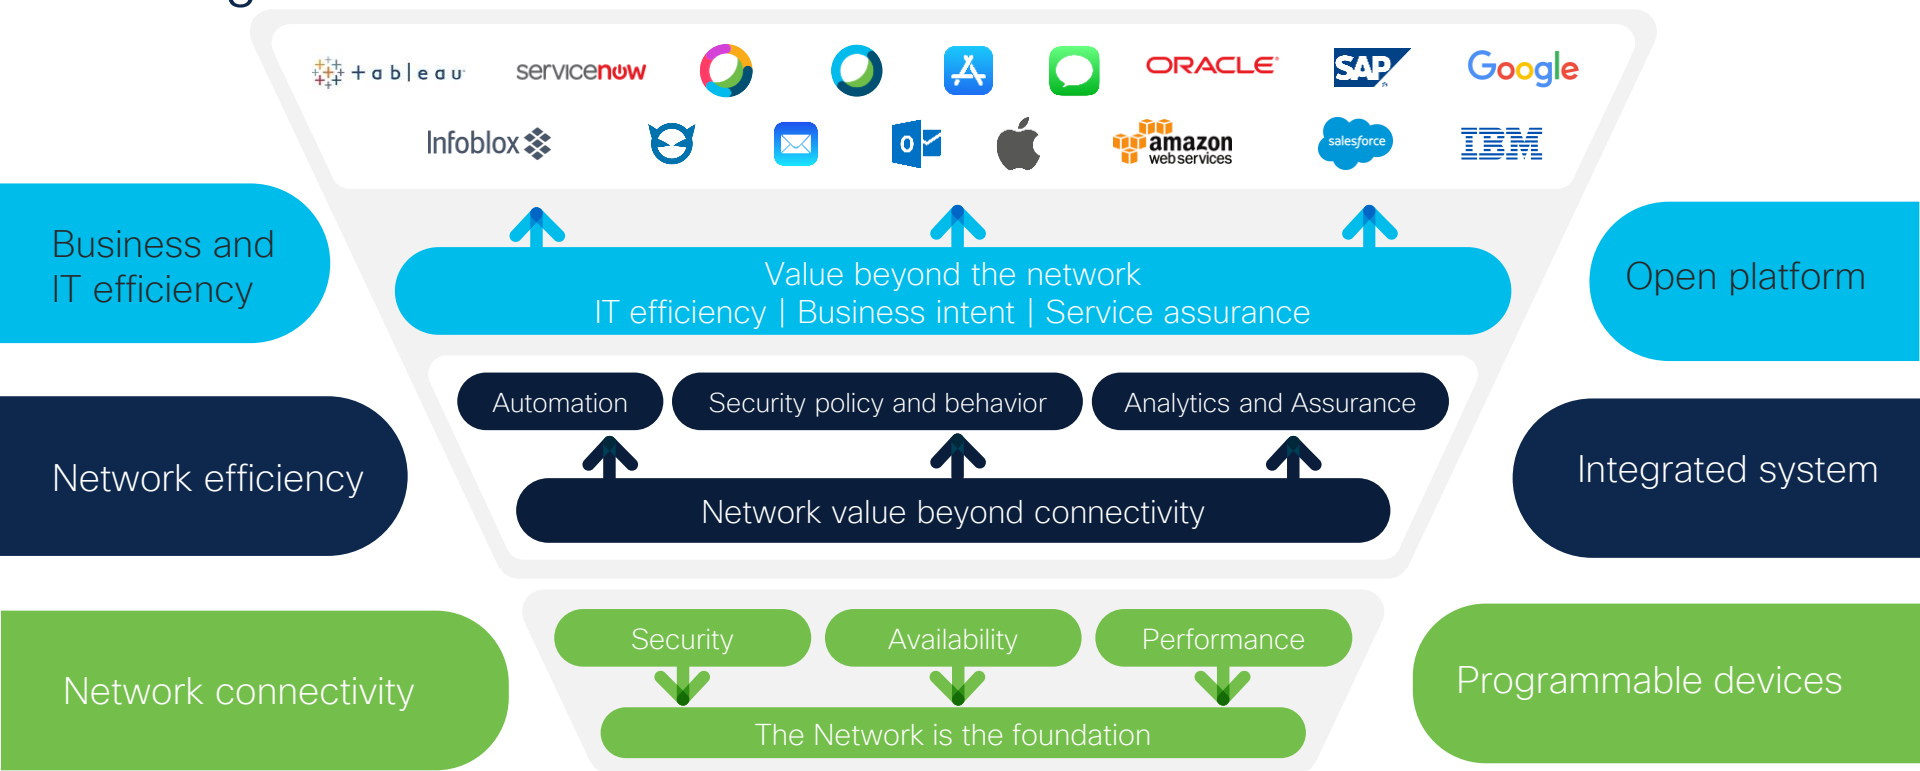 + a b | e a u
servicenow
ORACLE
SAP
Google
Infoblox
amazon
web services
salesforce
IBM
Business and
IT efficiency
Value beyond the network
IT efficiency | Business intent | Service assurance
Open platform
Automation
Security policy and behavior
Analytics and Assurance
Network efficiency
Network value beyond connectivity
Integrated system
Security
Availability
Performance
Network connectivity
The Network is the foundation
Programmable devices